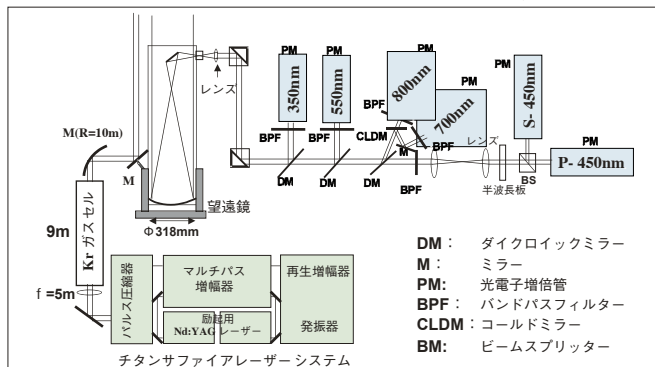 PM
PM
PM
PM
PM
PM
350nm
550nm
800nm
700nm
S- 450nm
P- 450nm
レンズ
BPF
BPF
BPF
CLDM
M
BPF
BPF
レンズ
DM
DM
DM
半波長板
BS
M(R=10m)
M
望遠鏡
Φ318mm
9m
Kr ガスセル
f =5m
パルス圧縮器
マルチパス
増幅器
再生増幅器
励起用
Nd:YAG レーザー
発振器
チタンサファイアレーザーシステム
DM： ダイクロイックミラー
M： ミラー
PM: 光電子増倍管
BPF： バンドパスフィルター
CLDM： コールドミラー
BM: ビームスプリッター